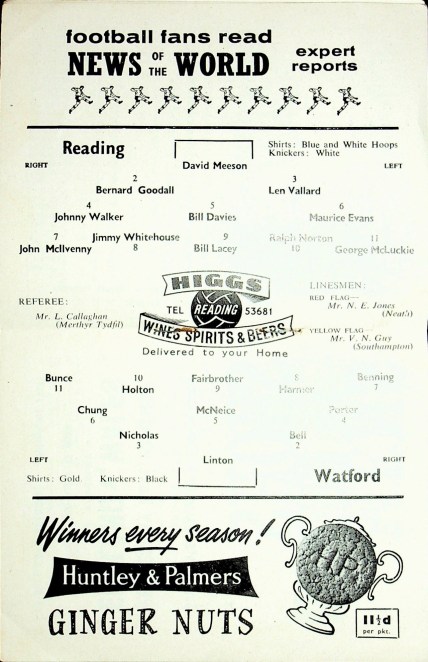 football fans read
NEWS OF THE WORLD
expert reports
Reading
Shirts: Blue and White Hoops
Knickers: White
RIGHT
David Meeson
LEFT
2
3
Bernard Goodall
Len Vallard
4
5
6
Johnny Walker
Bill Davies
Maurice Evans
7
Jimmy Whitehouse
9
Ralph Norton
11
John McIlvenny
8
Bill Lacey
10
George McLuckie
HIGGS
TEL READING 53681
WINES SPIRITS & BEERS
Delivered to your Home
REFEREE:
Mr. L. Callaghan
(Merthyr Tydfil)
LINESMEN:
RED FLAG—
Mr. N. E. Jones
(Neath)
YELLOW FLAG—
Mr. V. N. Guy
(Southampton)
Bunce
10
Fairbrother
8
Benning
11
Holton
9
Harmer
7
Chung
McNeice
Porter
6
5
4
Nicholas
Bell
3
2
LEFT
Linton
RIGHT
Shirts: Gold
Knickers: Black
Watford
Winners every season!
Huntley & Palmers
GINGER NUTS
HP
11½d
per pkt.